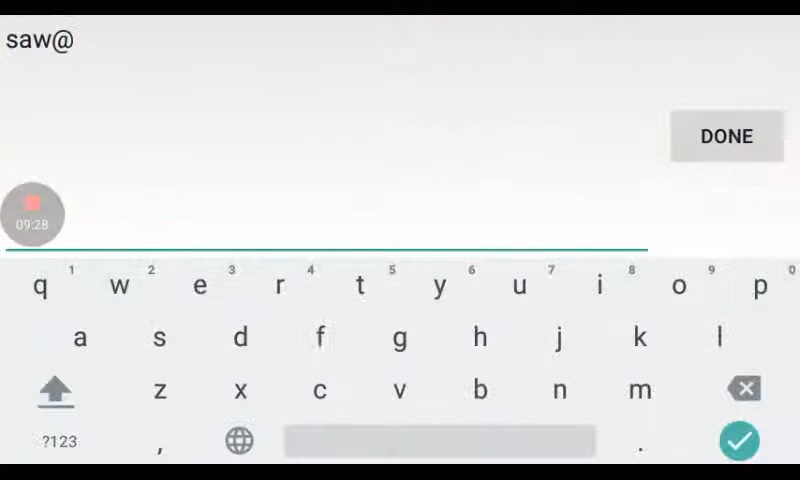 saw@
DONE
09:28
q 1 w 2 e 3 r 4 t 5 y 6 u 7 i 8 o 9 p 0
a s d f g h j k l
z x c v b n m
?123 , .